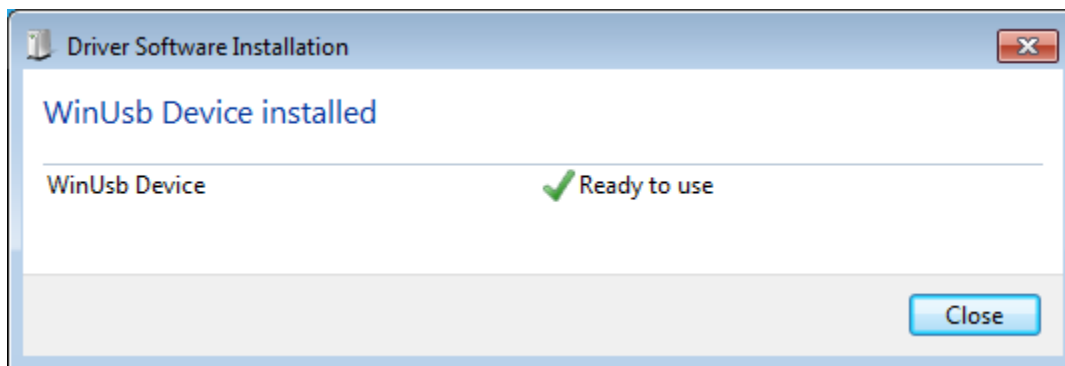 Driver Software Installation
WinUsb Device installed
WinUsb Device Ready to use
Close